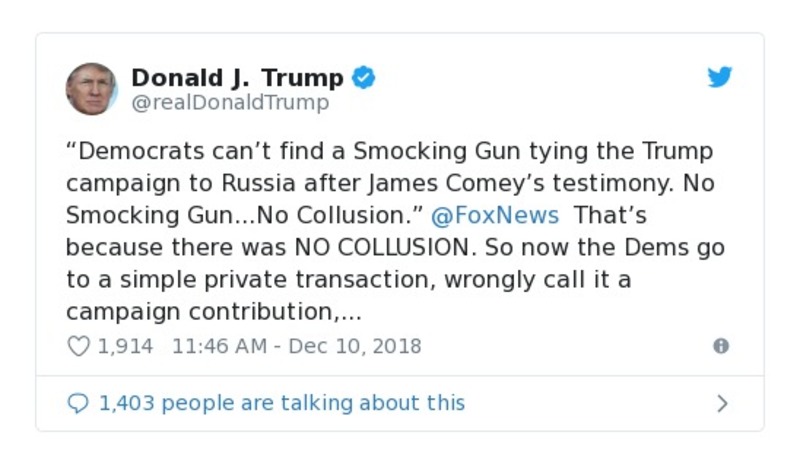 Donald J. Trump
@realDonaldTrump
“Democrats can’t find a Smocking Gun tying the Trump
campaign to Russia after James Comey’s testimony. No
Smocking Gun...No Collusion.” @FoxNews That’s
because there was NO COLLUSION. So now the Dems go
to a simple private transaction, wrongly call it a
campaign contribution,...
1,914 11:46 AM - Dec 10, 2018
1,403 people are talking about this